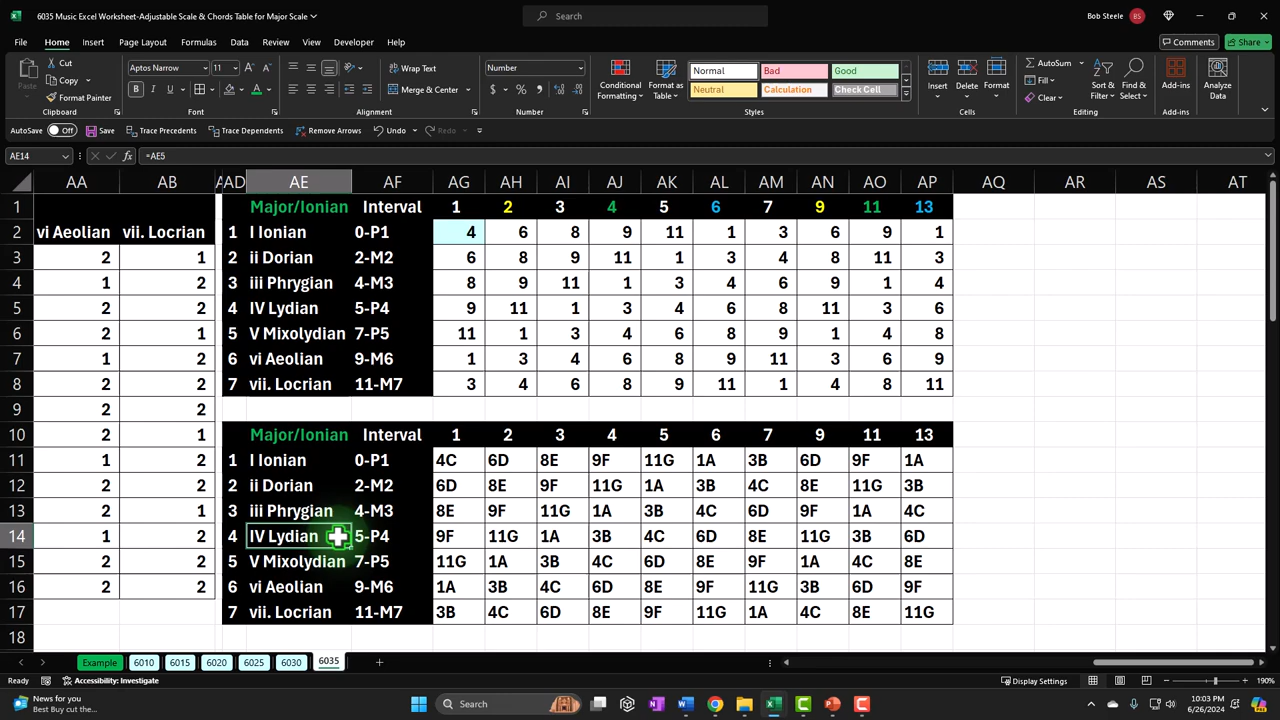 6035 Music Excel Worksheet-Adjustable Scale & Chords Table for Major Scale
Search
Bob Steele BS
File Home Insert Page Layout Formulas Data Review View Developer Help Comments Share
Cut
Copy
Format Painter
Paste
Clipboard
Aptos Narrow 11
B I U
Font
Wrap Text
Merge & Center
Alignment
Number
Number
Conditional Formatting
Format as Table
Normal Bad Good
Neutral Calculation Check Cell
Styles
Insert Delete Format
Cells
AutoSum
Fill
Clear
Sort & Filter
Find & Select
Editing
Add-ins
Add-ins
Analyze Data
AutoSave Off Save Trace Precedents Trace Dependents Remove Arrows Undo Redo
AE14 fx =AE5
AA AB AD AE AF AG AH AI AJ AK AL AM AN AO AP AQ AR AS AT
1 Major/Ionian Interval 1 2 3 4 5 6 7 9 11 13
2 vi Aeolian vii. Locrian 1 I Ionian 0-P1 4 6 8 9 11 1 3 6 9 1
3 2 1 2 ii Dorian 2-M2 6 8 9 11 1 3 4 8 11 3
4 1 2 3 iii Phrygian 4-M3 8 9 11 1 3 4 6 9 1 4
5 2 2 4 IV Lydian 5-P4 9 11 1 3 4 6 8 11 3 6
6 2 1 5 V Mixolydian 7-P5 11 1 3 4 6 8 9 1 4 8
7 1 2 6 vi Aeolian 9-M6 1 3 4 6 8 9 11 3 6 9
8 2 2 7 vii. Locrian 11-M7 3 4 6 8 9 11 1 4 8 11
9 2 2
10 2 1 Major/Ionian Interval 1 2 3 4 5 6 7 9 11 13
11 1 2 1 I Ionian 0-P1 4C 6D 8E 9F 11G 1A 3B 6D 9F 1A
12 2 2 2 ii Dorian 2-M2 6D 8E 9F 11G 1A 3B 4C 8E 11G 3B
13 2 1 3 iii Phrygian 4-M3 8E 9F 11G 1A 3B 4C 6D 9F 1A 4C
14 1 2 4 IV Lydian 5-P4 9F 11G 1A 3B 4C 6D 8E 11G 3B 6D
15 2 2 5 V Mixolydian 7-P5 11G 1A 3B 4C 6D 8E 9F 1A 4C 8E
16 2 2 6 vi Aeolian 9-M6 1A 3B 4C 6D 8E 9F 11G 3B 6D 9F
17 7 vii. Locrian 11-M7 3B 4C 6D 8E 9F 11G 1A 4C 8E 11G
18
Example 6010 6015 6020 6025 6030 6035
Ready Accessibility: Investigate Display Settings 190%
News for you
Best Buy cut the...
Search
10:03 PM
6/26/2024